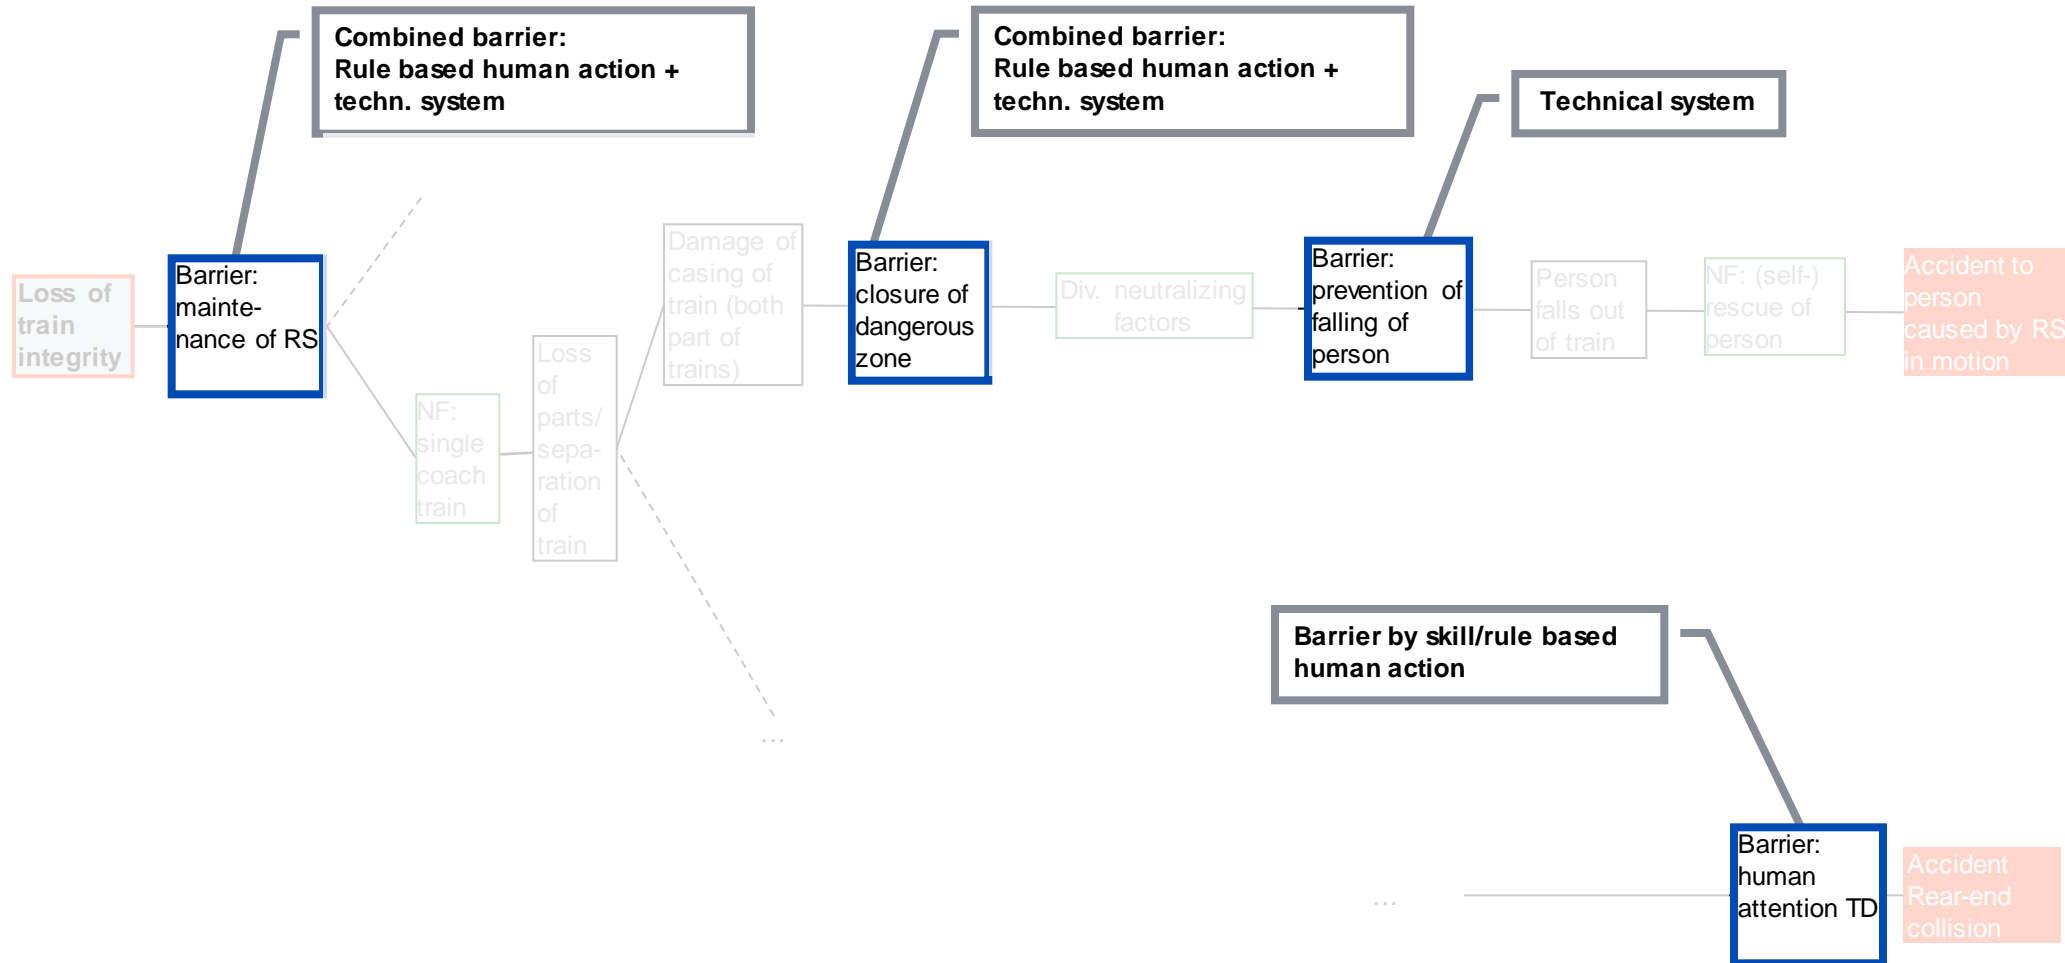 Combined barrier:
Rule based human action +
techn. system
Combined barrier:
Rule based human action +
techn. system
Technical system
Loss of
train
integrity
Barrier:
mainte-
nance of RS
NF:
single
coach
train
Loss
of
parts/
sepa-
ration
of
train
Damage of
casing of
train (both
part of
trains)
Barrier:
closure of
dangerous
zone
Div. neutralizing
factors
Barrier:
prevention of
falling of
person
Person
falls out
of train
NF: (self-)
rescue of
person
Accident to
person
caused by RS
in motion
...
Barrier by skill/rule based
human action
...
Barrier:
human
attention TD
Accident
Rear-end
collision